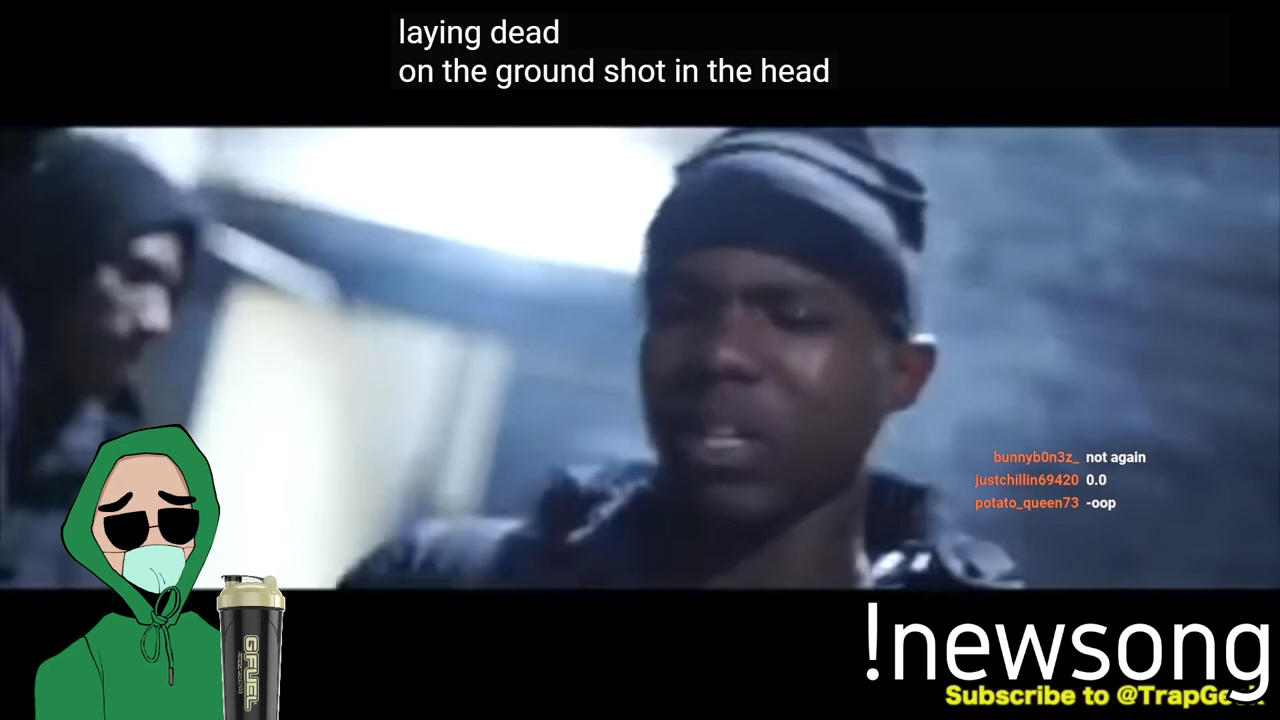 laying dead
on the ground shot in the head
bunnyb0n3z_ not again
justchillin69420 0.0
potato_queen73 -oop
GFUEL
!newsong
Subscribe to